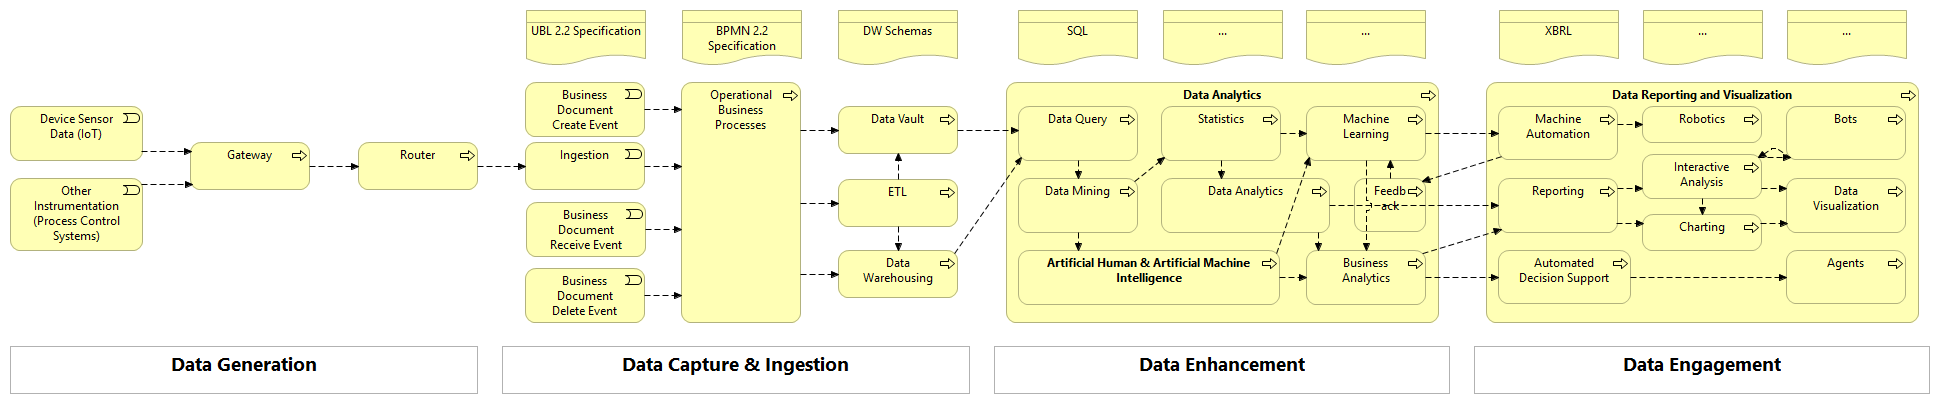 UBL 2.2 Specification
BPMN 2.2
Specification
DW Schemas
SQL
...
...
XBRL
...
...
Device Sensor
Data (IoT)
Other
Instrumentation
(Process Control
Systems)
Gateway
Router
Business
Document
Create Event
Ingestion
Business
Document
Receive Event
Business
Document
Delete Event
Operational
Business
Processes
Data Vault
ETL
Data
Warehousing
Data Analytics
Data Query
Statistics
Machine
Learning
Data Mining
Data Analytics
Feedb
ack
Artificial Human & Artificial Machine
Intelligence
Business
Analytics
Data Reporting and Visualization
Machine
Automation
Robotics
Bots
Reporting
Interactive
Analysis
Data
Visualization
Charting
Automated
Decision Support
Agents
Data Generation
Data Capture & Ingestion
Data Enhancement
Data Engagement